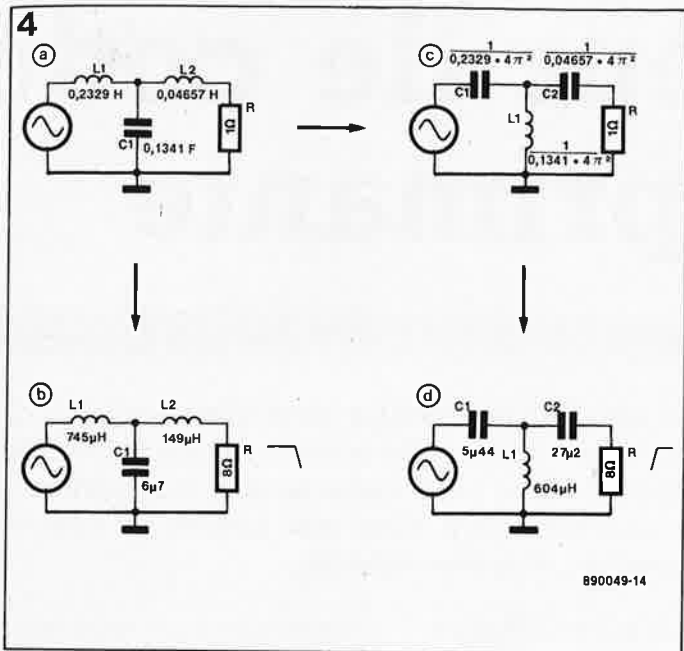 4
a
L1
L2
0,2329 H
0,04657 H
C1
0,1341 F
R
1Ω
c
1
0,2329 • 4π²
1
0,04657 • 4π²
C1
C2
L1
1
0,1341 • 4π²
R
1Ω
b
L1
L2
745µH
149µH
C1
6µ7
R
8Ω
d
C1
C2
5µ44
27µ2
L1
604µH
R
8Ω
890049-14